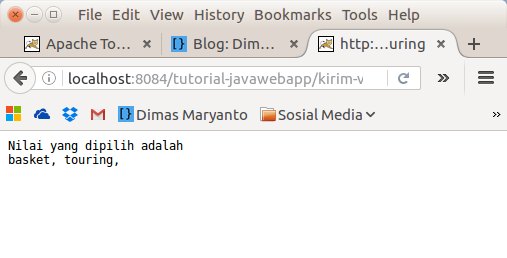 File Edit View History Bookmarks Tools Help
Apache To... Blog: Dim... http:...uring
localhost:8084/tutorial-javawebapp/kirim-v
Dimas Maryanto Sosial Media
Nilai yang dipilih adalah
basket, touring,